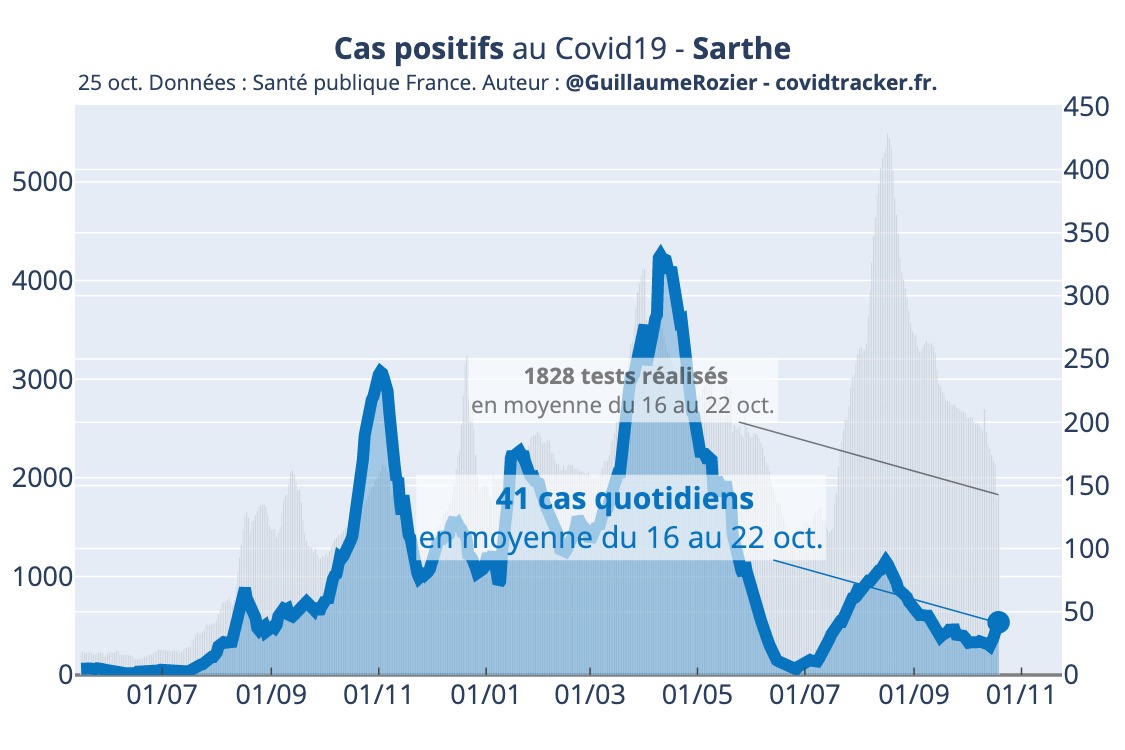 Cas positifs au Covid19 - Sarthe
25 oct. Données : Santé publique France. Auteur : @GuillaumeRozier - covidtracker.fr.
450
5000
400
350
4000
300
3000
250
1828 tests réalisés
en moyenne du 16 au 22 oct.
200
2000
150
41 cas quotidiens
en moyenne du 16 au 22 oct.
100
1000
50
0
0
01/07 01/09 01/11 01/01 01/03 01/05 01/07 01/09 01/11